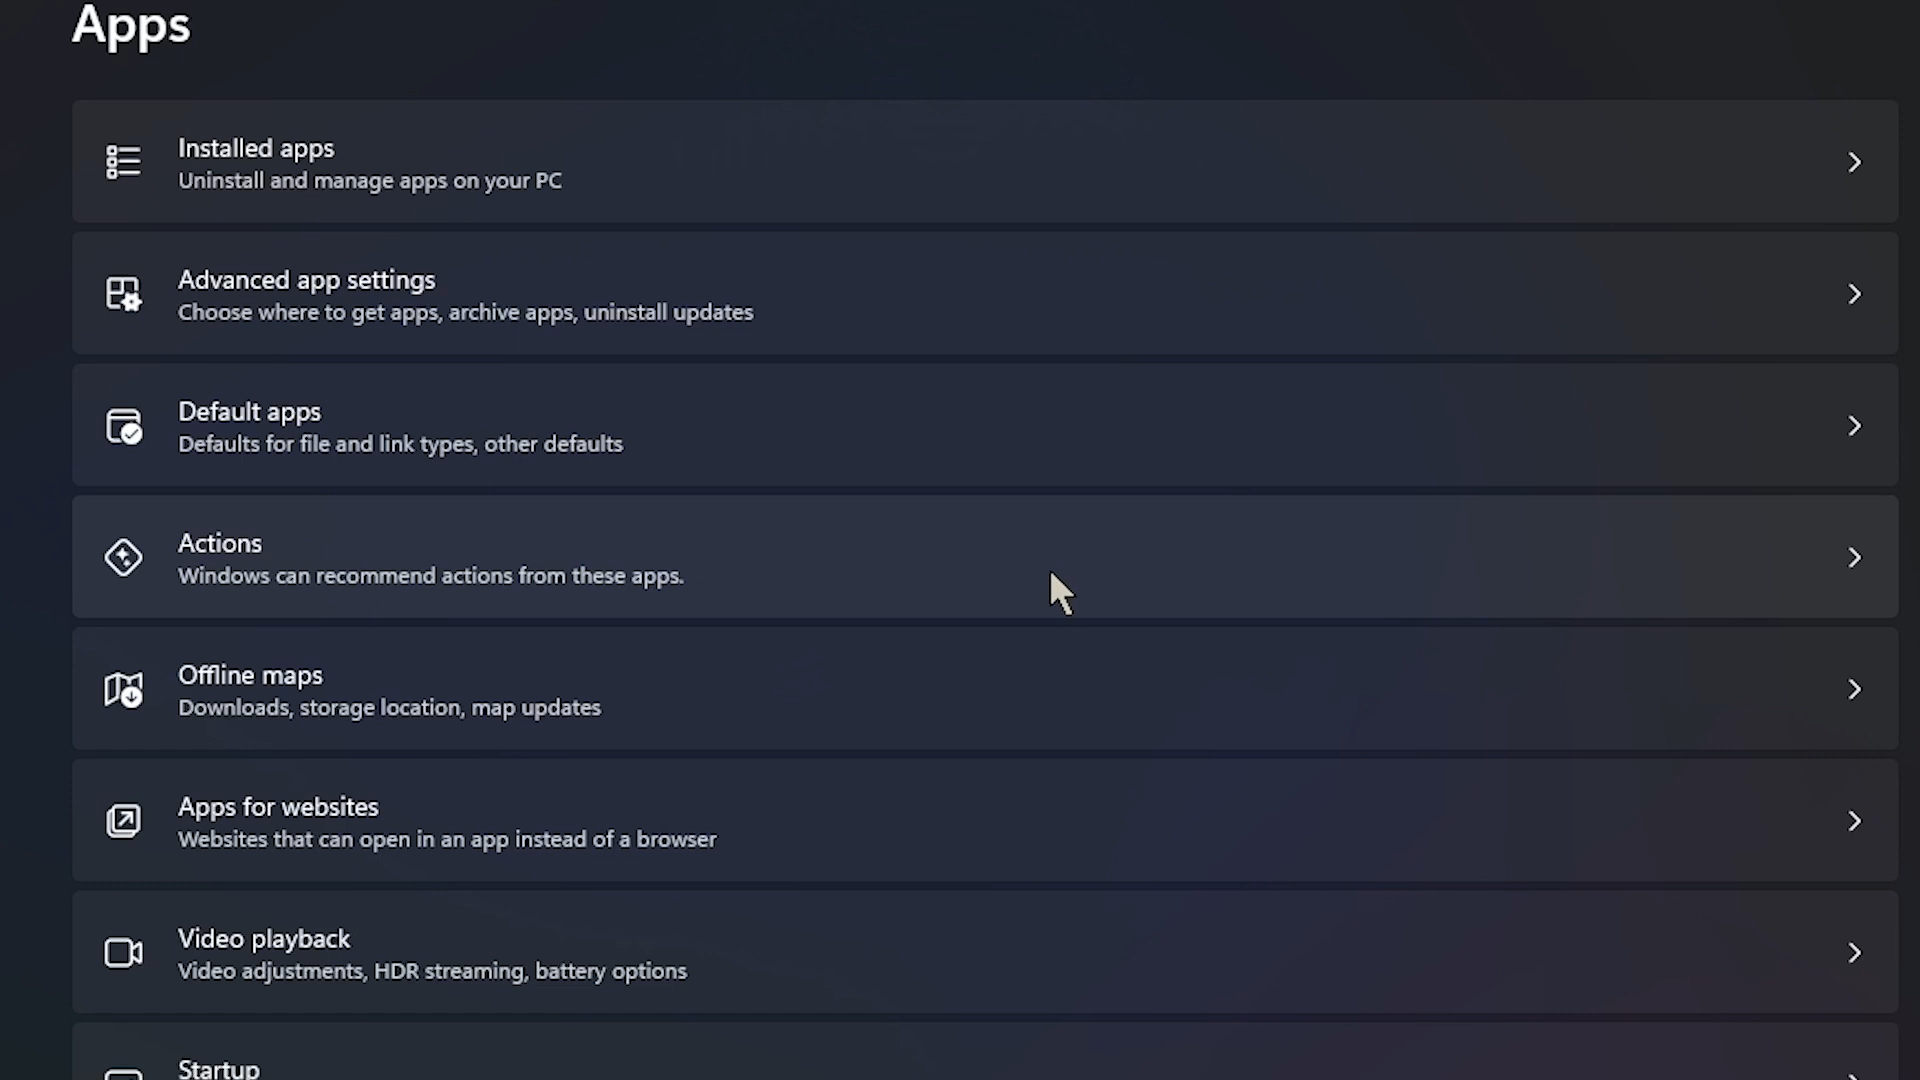 Apps
Installed apps
Uninstall and manage apps on your PC
Advanced app settings
Choose where to get apps, archive apps, uninstall updates
Default apps
Defaults for file and link types, other defaults
Actions
Windows can recommend actions from these apps.
Offline maps
Downloads, storage location, map updates
Apps for websites
Websites that can open in an app instead of a browser
Video playback
Video adjustments, HDR streaming, battery options
Startup